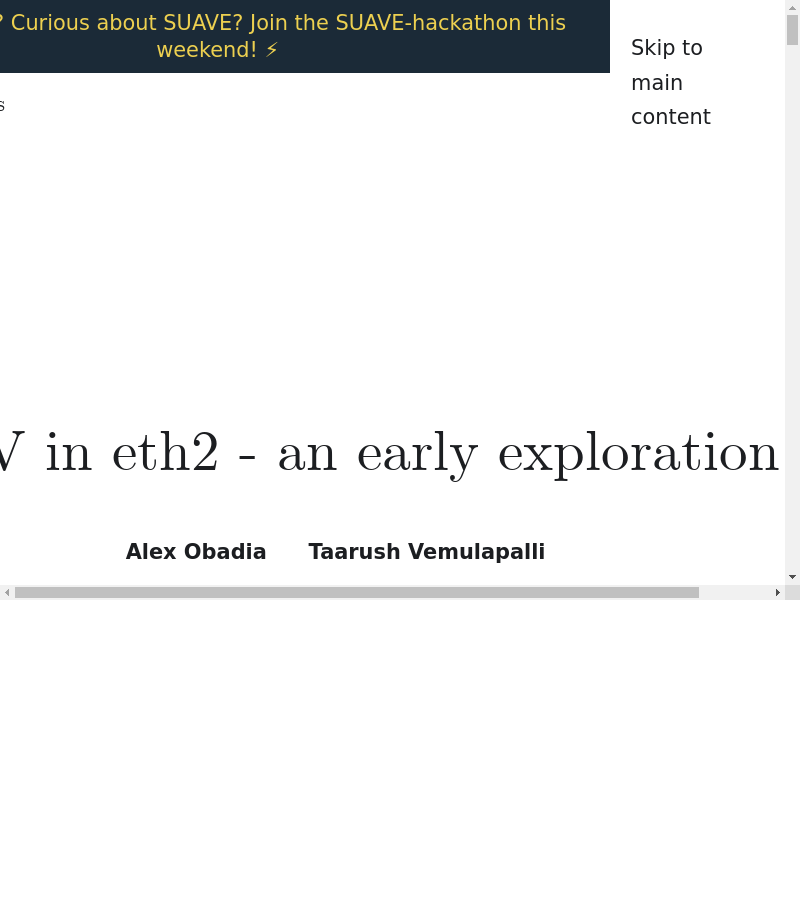 ? Curious about SUAVE? Join the SUAVE-hackathon this
weekend! ⚡
Skip to
main
content
s
V in eth2 - an early exploration
Alex Obadia Taarush Vemulapalli